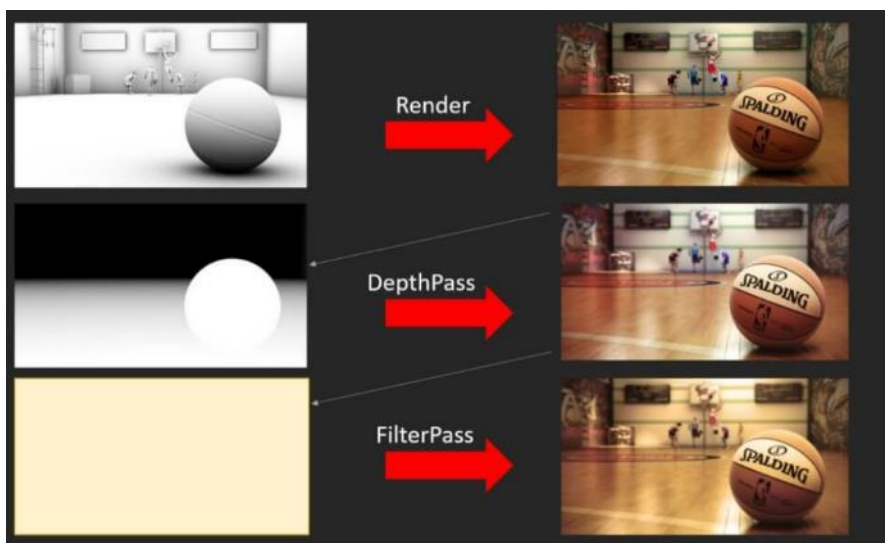 Render
SPALDING
DepthPass
SPALDING
FilterPass
SPALDING